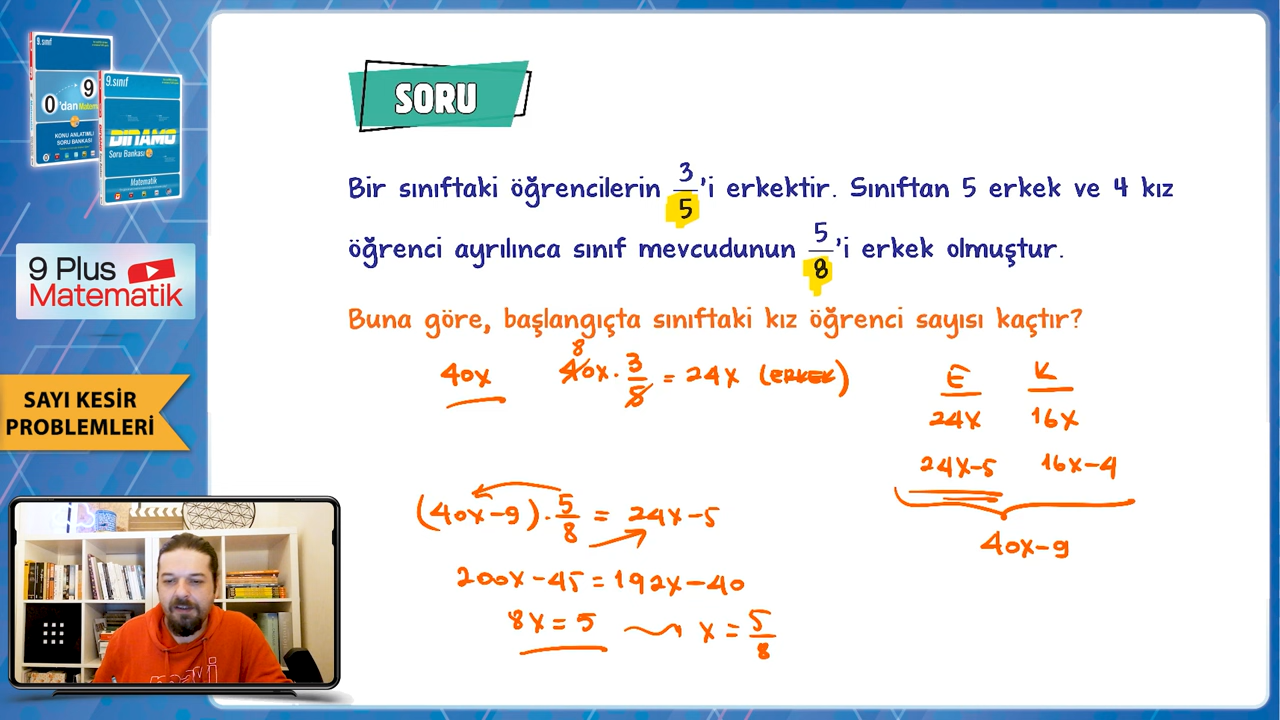 9.sınıf
0'dan 9
Matematik
KONU ANLATIMLI
SORU BANKASI
9.sınıf
DİNAMO
Soru Bankası
Matematik
9 Plus
Matematik
SAYI KESİR
PROBLEMLERİ
SORU
Bir sınıftaki öğrencilerin 3/5'i erkektir. Sınıftan 5 erkek ve 4 kız
öğrenci ayrılınca sınıf mevcudunun 5/8'i erkek olmuştur.
Buna göre, başlangıçta sınıftaki kız öğrenci sayısı kaçtır?
8
40x 40x · 3/5 = 24x (ERKEK)
E K
24x 16x
24x-5 16x-4
40x-9
(40x-9) · 5/8 = 24x-5
200x-45 = 192x-40
8x = 5 x = 5/8